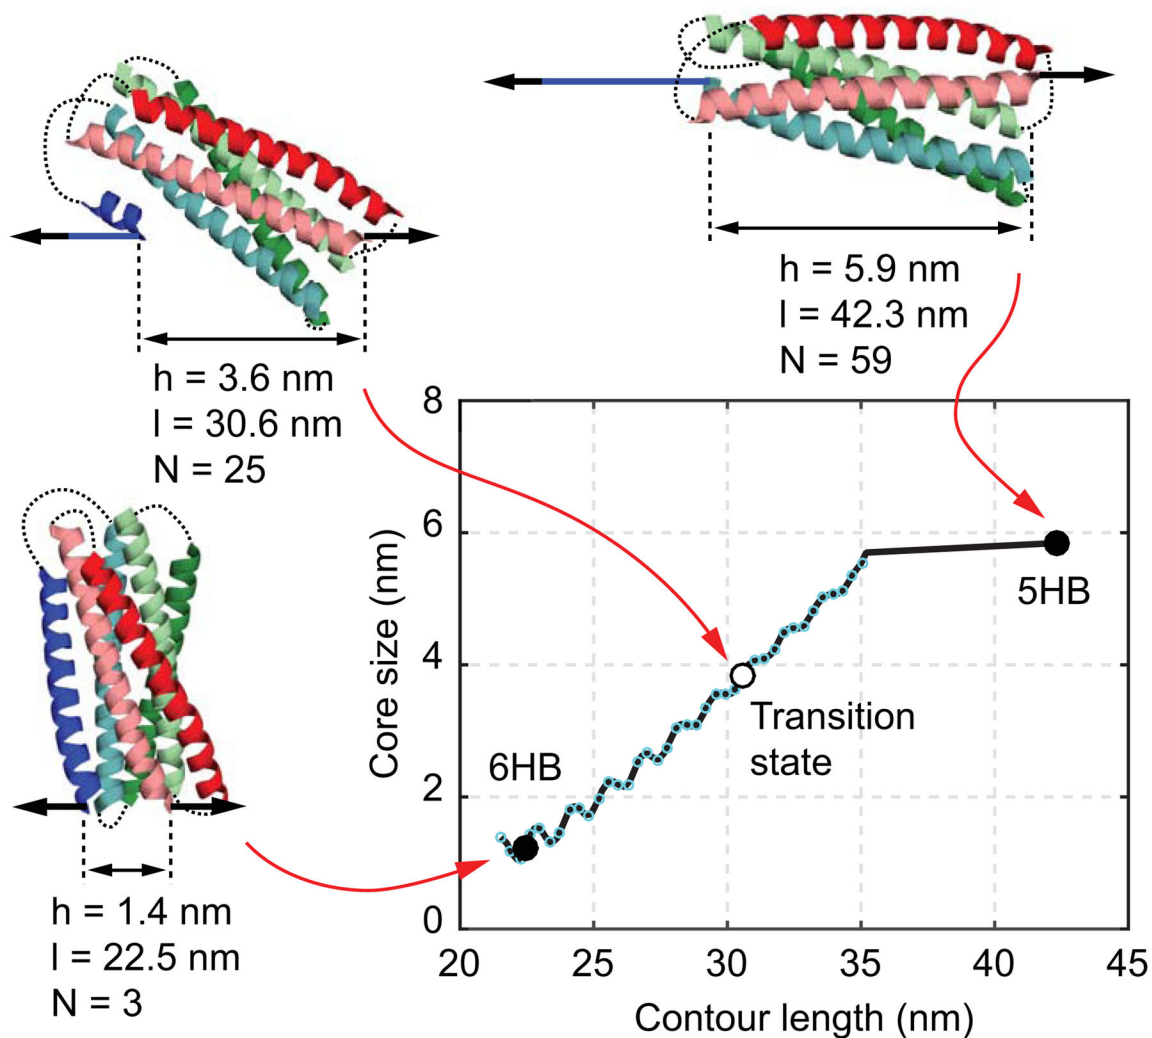 h = 5.9 nm
l = 42.3 nm
N = 59
h = 3.6 nm
l = 30.6 nm
N = 25
h = 1.4 nm
l = 22.5 nm
N = 3
8
6
4
2
0
Core size (nm)
5HB
Transition
state
6HB
20 25 30 35 40 45
Contour length (nm)